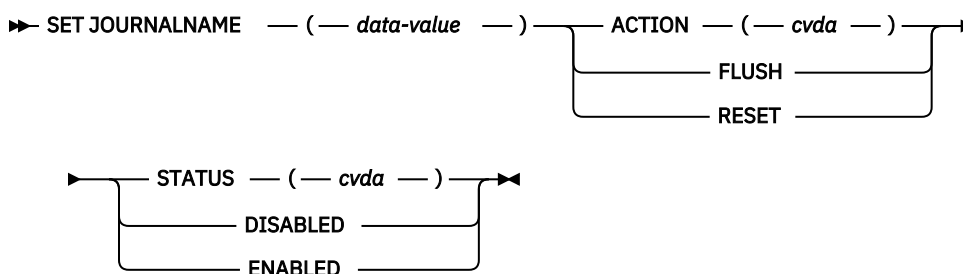 SET JOURNALNAME ( data-value ) ACTION ( cvda )
FLUSH
RESET
STATUS ( cvda )
DISABLED
ENABLED